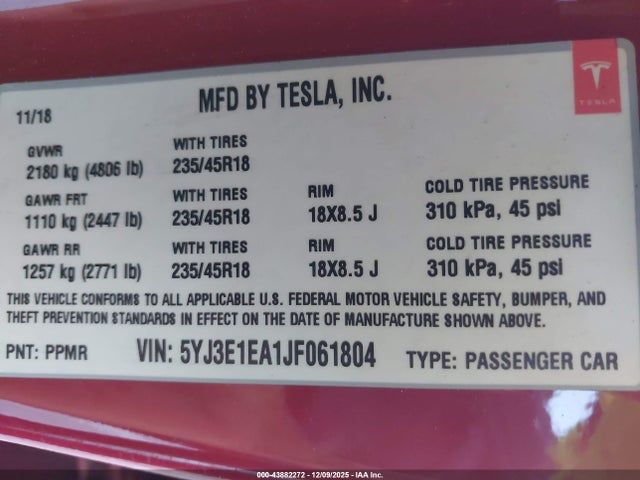 MFD BY TESLA, INC.
TESLA
11/18
GVWR
2180 kg (4806 lb)
WITH TIRES
235/45R18
GAWR FRT
1110 kg (2447 lb)
WITH TIRES
235/45R18
RIM
18X8.5 J
COLD TIRE PRESSURE
310 kPa, 45 psi
GAWR RR
1257 kg (2771 lb)
WITH TIRES
235/45R18
RIM
18X8.5 J
COLD TIRE PRESSURE
310 kPa, 45 psi
THIS VEHICLE CONFORMS TO ALL APPLICABLE U.S. FEDERAL MOTOR VEHICLE SAFETY, BUMPER, AND
THEFT PREVENTION STANDARDS IN EFFECT ON THE DATE OF MANUFACTURE SHOWN ABOVE.
PNT: PPMR VIN: 5YJ3E1EA1JF061804 TYPE: PASSENGER CAR
000-43882272 - 12/09/2025 - IAA Inc.